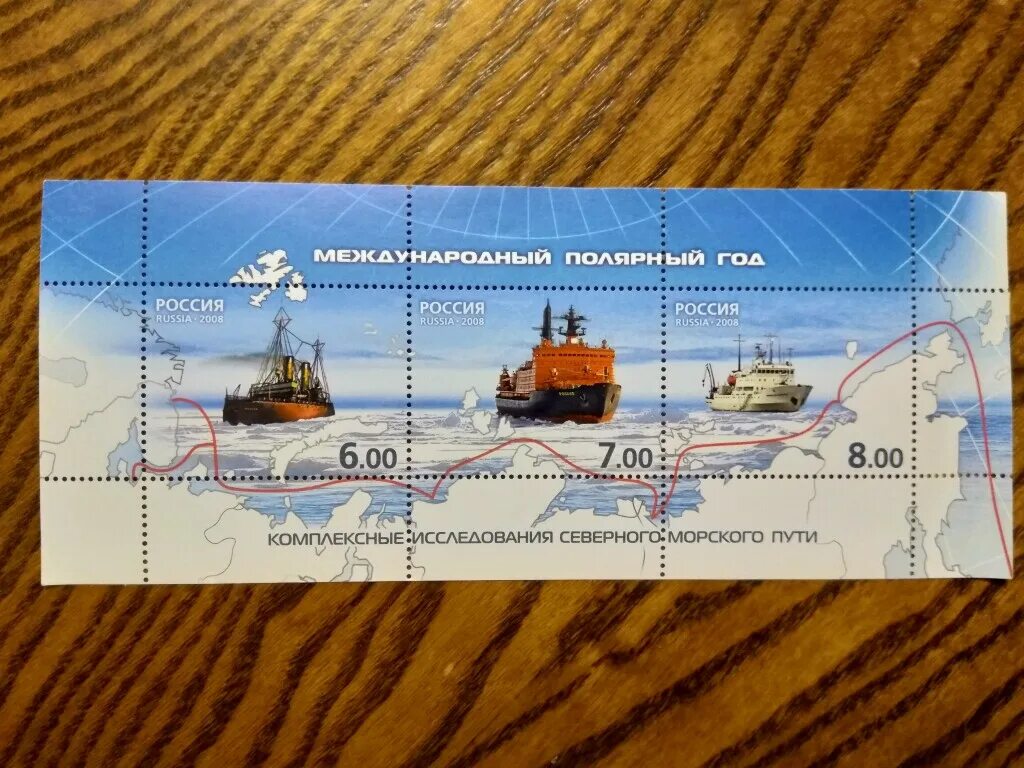 МЕЖДУНАРОДНЫЙ ПОЛЯРНЫЙ ГОД
РОССИЯ
RUSSIA • 2008
6.00
РОССИЯ
RUSSIA • 2008
7.00
РОССИЯ
RUSSIA • 2008
8.00
КОМПЛЕКСНЫЕ ИССЛЕДОВАНИЯ СЕВЕРНОГО МОРСКОГО ПУТИ